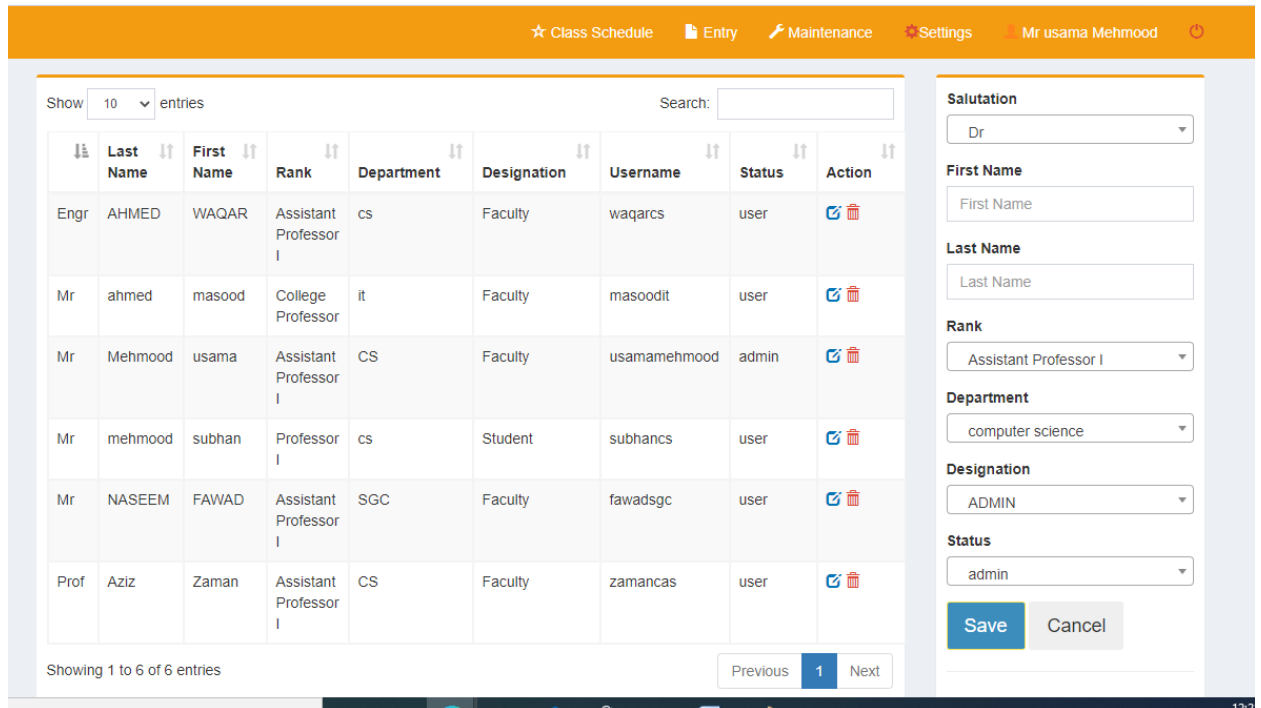 Class Schedule Entry Maintenance Settings Mr usama Mehmood
Show 10 entries Search:
Last Name First Name Rank Department Designation Username Status Action
Engr AHMED WAQAR Assistant Professor I cs Faculty waqarcs user
Mr ahmed masood College Professor it Faculty masoodit user
Mr Mehmood usama Assistant Professor I CS Faculty usamamehmood admin
Mr mehmood subhan Professor I cs Student subhancs user
Mr NASEEM FAWAD Assistant Professor I SGC Faculty fawadsgc user
Prof Aziz Zaman Assistant Professor I CS Faculty zamancas user
Showing 1 to 6 of 6 entries Previous 1 Next
Salutation
Dr
First Name
First Name
Last Name
Last Name
Rank
Assistant Professor I
Department
computer science
Designation
ADMIN
Status
admin
Save Cancel